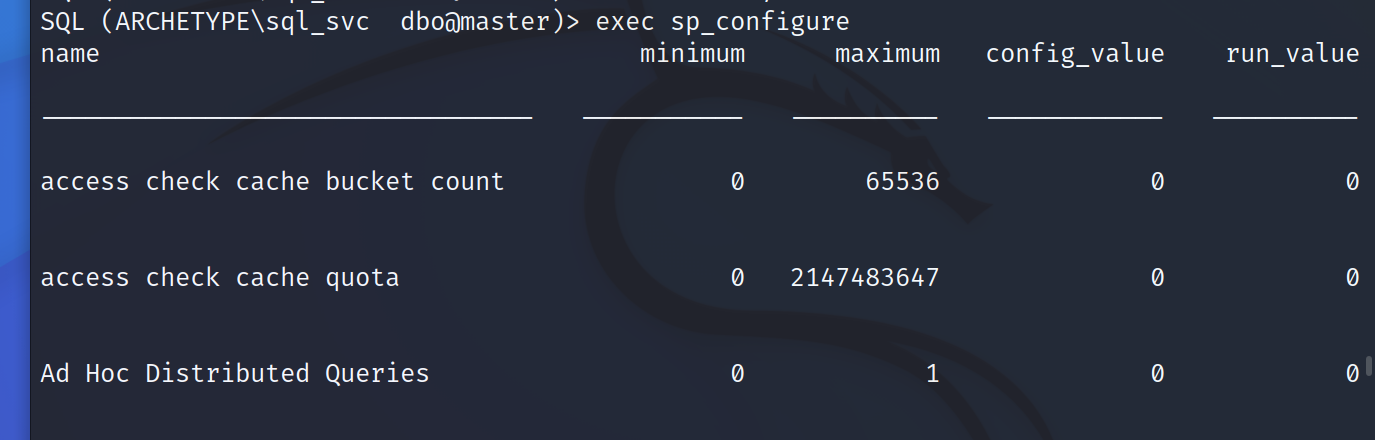 SQL (ARCHETYPE\sql_svc  dbo@master)> exec sp_configure
name                                    minimum      maximum   config_value    run_value
access check cache bucket count               0        65536              0            0
access check cache quota                      0   2147483647              0            0
Ad Hoc Distributed Queries                    0            1              0            0